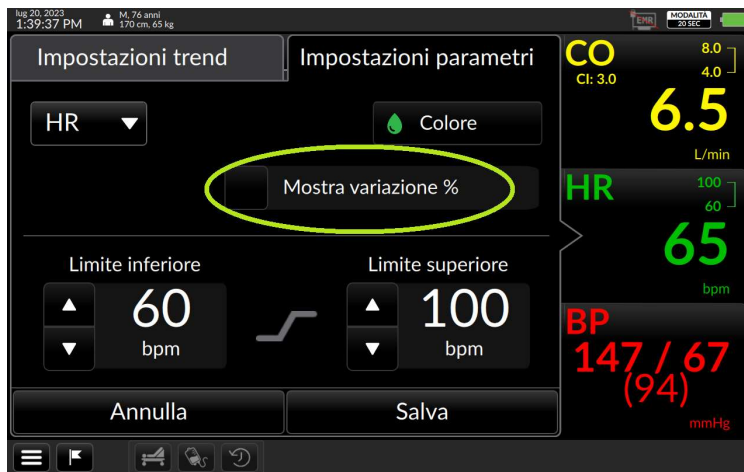 lug 20, 2023
1:39:37 PM
M, 76 anni
170 cm, 65 kg
EMR
MODALITÀ
20 SEC
Impostazioni trend
Impostazioni parametri
HR
Colore
Mostra variazione %
Limite inferiore
Limite superiore
60
bpm
100
bpm
Annulla
Salva
CO
CI: 3.0
8.0
4.0
6.5
L/min
HR
100
60
65
bpm
BP
147 / 67
(94)
mmHg